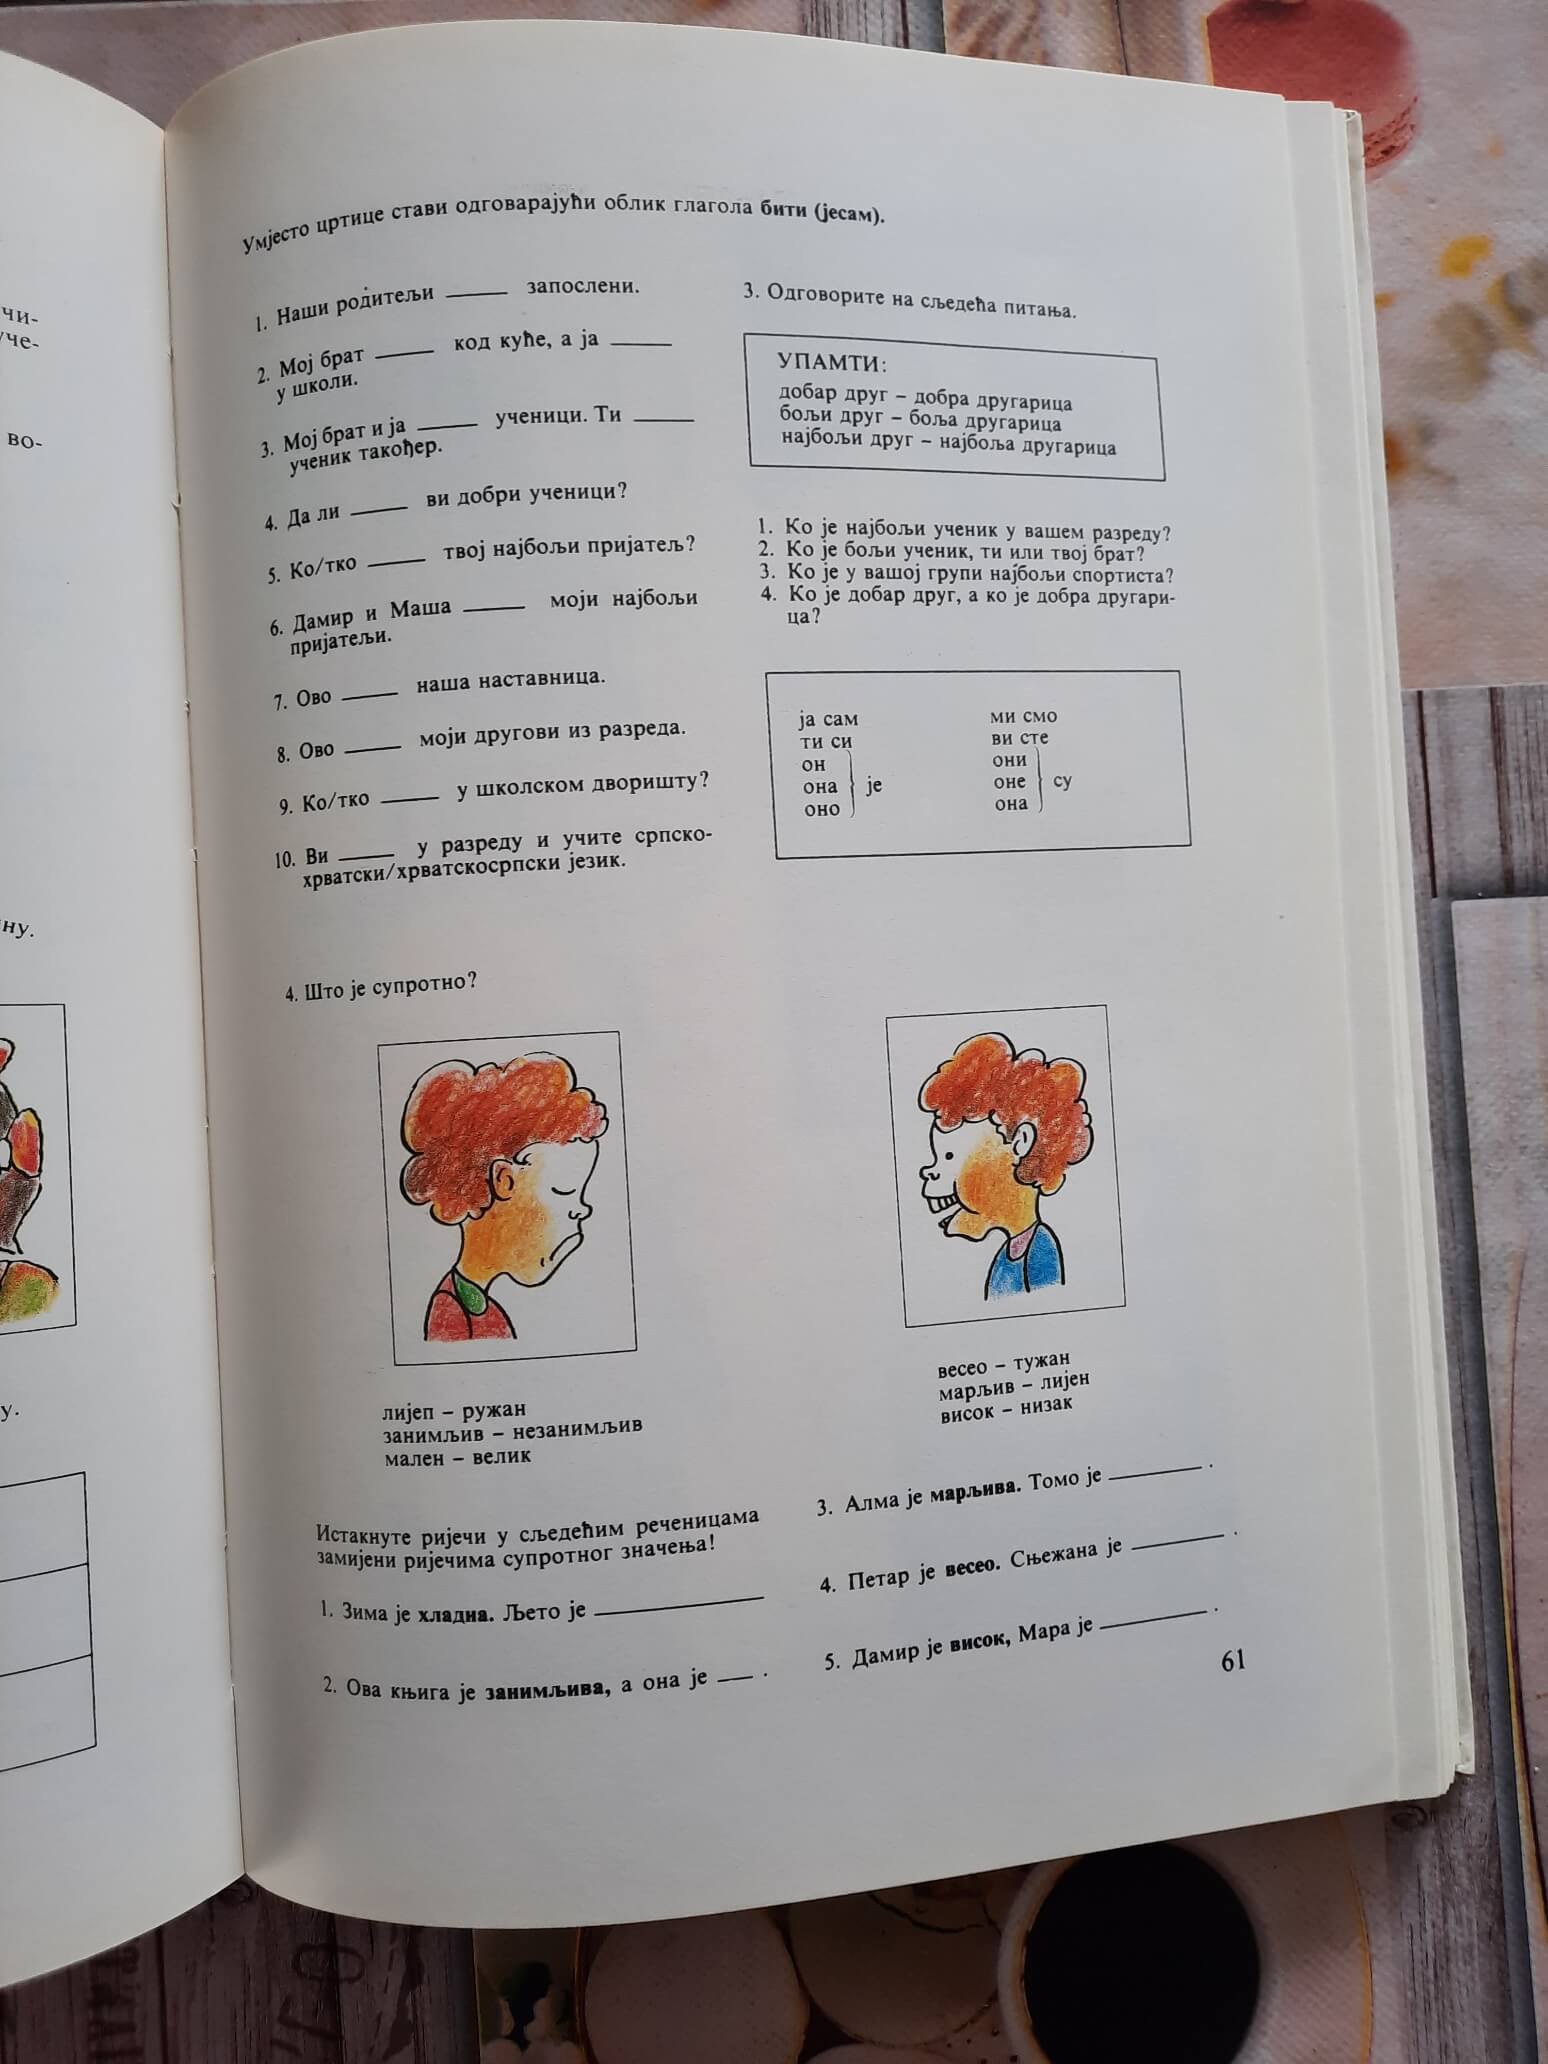 чи-
уче-
во-
ну.
у.
Умјесто цртице стави одговарајући облик глагола бити (јесам).
1. Наши родитељи _____ запослени.
2. Мој брат _____ код куће, а ја _____
у школи.
3. Мој брат и ја _____ ученици. Ти _____
ученик такођер.
4. Да ли _____ ви добри ученици?
5. Ко/тко _____ твој најбољи пријатељ?
6. Дамир и Маша _____ моји најбољи
пријатељи.
7. Ово _____ наша наставница.
8. Ово _____ моји другови из разреда.
9. Ко/тко _____ у школском дворишту?
10. Ви _____ у разреду и учите српско-
хрватски/хрватскосрпски језик.
3. Одговорите на сљедећа питања.
УПАМТИ:
добар друг – добра другарица
бољи друг – боља другарица
најбољи друг – најбоља другарица
1. Ко је најбољи ученик у вашем разреду?
2. Ко је бољи ученик, ти или твој брат?
3. Ко је у вашој групи најбољи спортиста?
4. Ко је добар друг, а ко је добра другари-
ца?
ја сам
ти си
он
она је
оно
ми смо
ви сте
они
оне су
она
4. Што је супротно?
лијеп – ружан
занимљив – незанимљив
мален – велик
весео – тужан
марљив – лијен
висок – низак
Истакнуте ријечи у сљедећим реченицама
замијени ријечима супротног значења!
1. Зима је хладна. Љето је _____
2. Ова књига је занимљива, а она је ___ .
3. Алма је марљива. Томо је _____ .
4. Петар је весео. Сњежана је _____ .
5. Дамир је висок, Мара је _____ .
61